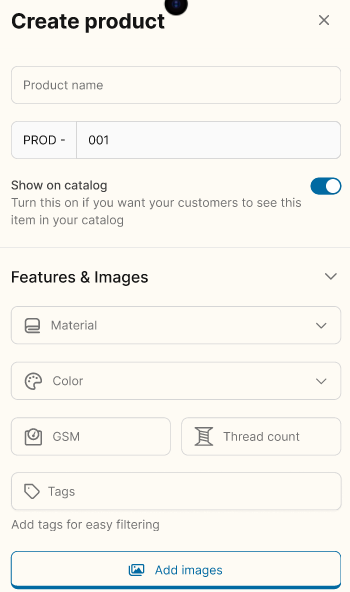 Create product
Product name
PROD - 001
Show on catalog
Turn this on if you want your customers to see this
item in your catalog
Features & Images
Material
Color
GSM Thread count
Tags
Add tags for easy filtering
Add images